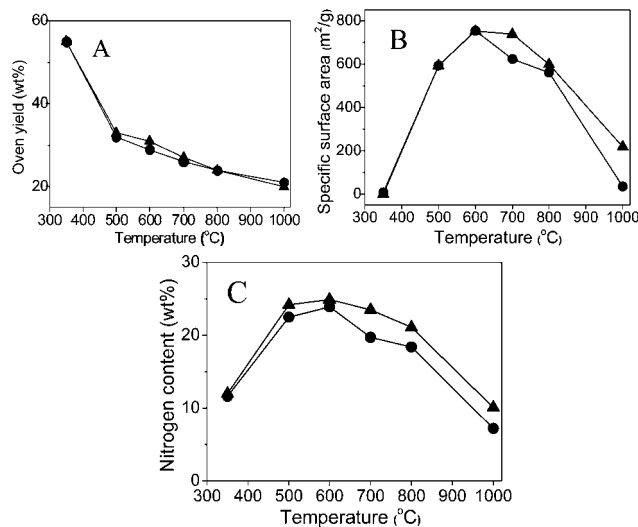 A
Oven yield (wt%)
60
40
20
300 400 500 600 700 800 900 1000
Temperature (°C)
B
Specific surface area (m²/g)
800
600
400
200
0
300 400 500 600 700 800 900 1000
Temperature (°C)
C
Nitrogen content (wt%)
30
20
10
0
300 400 500 600 700 800 900 1000
Temperature (°C)